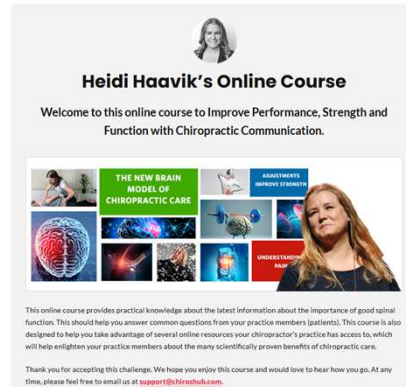 Heidi Haavik's Online Course
Welcome to this online course to Improve Performance, Strength and
Function with Chiropractic Communication.
THE NEW BRAIN
MODEL OF
CHIROPRACTIC CARE
ADJUSTMENTS
IMPROVE STRENGTH
UNDERSTANDING
PAIN
This online course provides practical knowledge about the latest information about the importance of good spinal
function. This should help you answer common questions from your practice members (patients). This course is also
designed to help you take advantage of several online resources your chiropractor's practice has access to, which
will help enlighten your practice members about the many scientifically proven benefits of chiropractic care.
Thank you for accepting this challenge. We hope you enjoy this course and would love to hear how you go. At any
time, please feel free to email us at support@chiroshub.com.